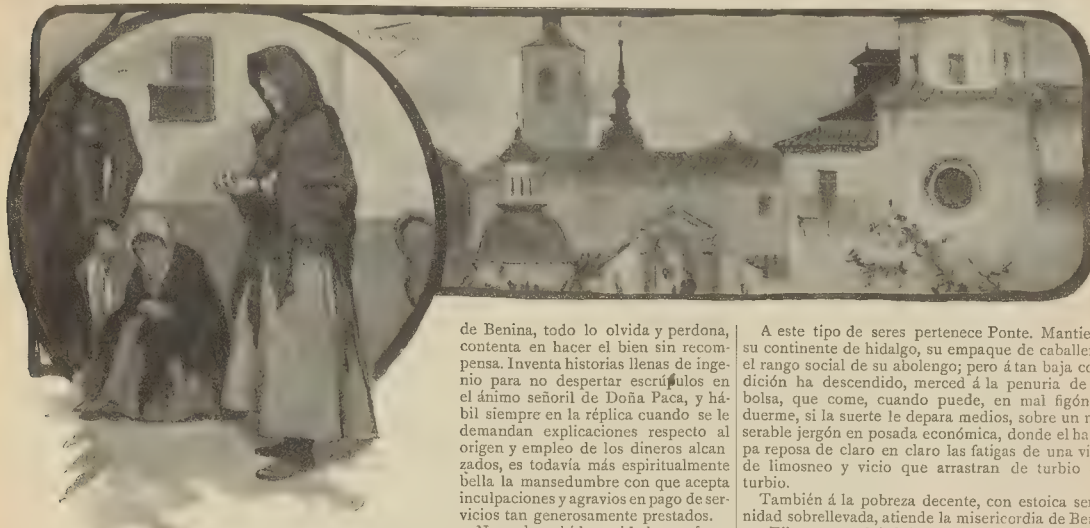 de Benina, todo lo olvida y perdona,
contenta en hacer el bien sin recom-
pensa. Inventa historias llenas de inge-
nio para no despertar escrúpulos en
el ánimo señoril de Doña Paca, y há-
bil siempre en la réplica cuando se le
demandan explicaciones respecto al
origen y empleo de los dineros alcan
zados, es todavía más espiritualmente
bella la mansedumbre con que acepta
inculpaciones y agravios en pago de ser-
vicios tan generosamente prestados.
A este tipo de seres pertenece Ponte. Mantie
su continente de hidalgo, su empaque de caballe
el rango social de su abolengo; pero á tan baja co
dición ha descendido, merced á la penuria de
bolsa, que come, cuando puede, en mal figón
duerme, si la suerte le depara medios, sobre un
serable jergón en posada económica, donde el ha
pa reposa de claro en claro las fatigas de una vi
de limosneo y vicio que arrastran de turbio
turbio.
También á la pobreza decente, con estoica se
nidad sobrellevada, atiende la misericordia de Be